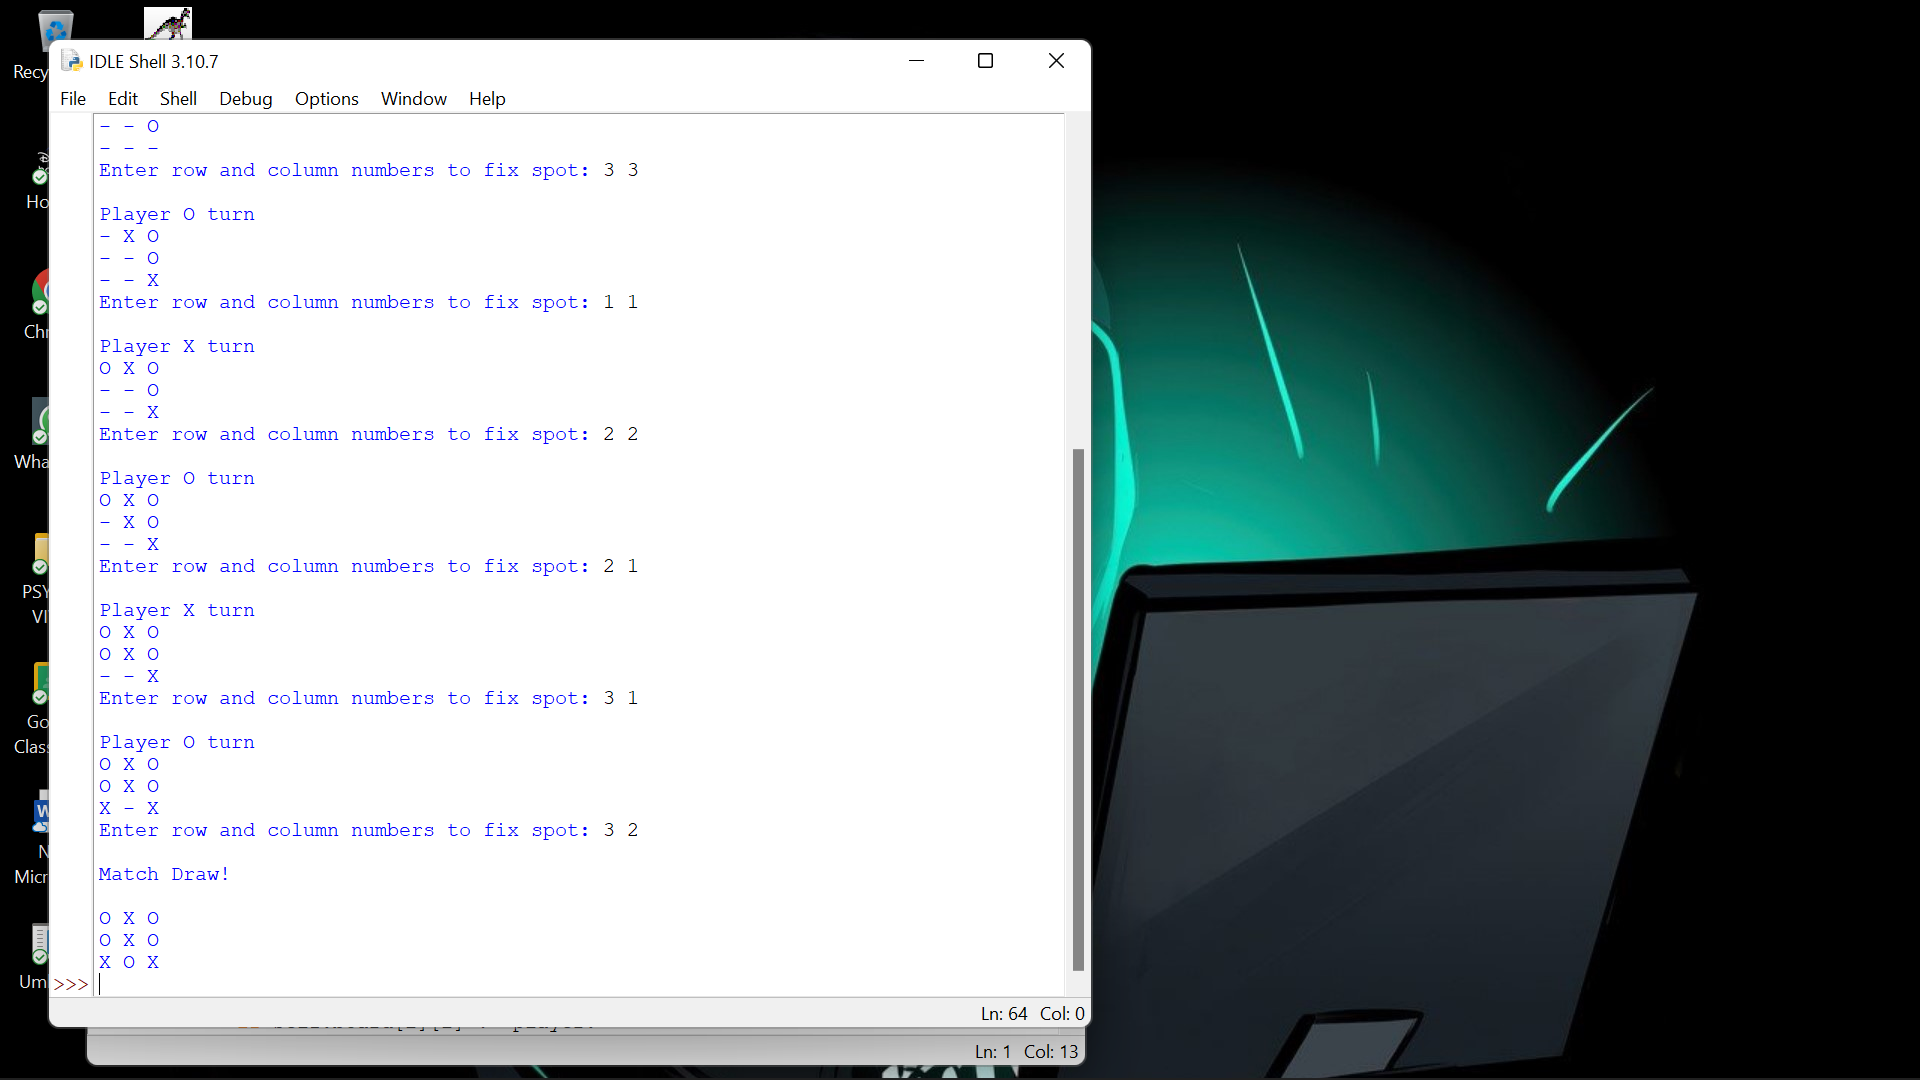 IDLE Shell 3.10.7
File Edit Shell Debug Options Window Help
- - O
- - -
Enter row and column numbers to fix spot: 3 3
Player O turn
- X O
- - O
- - X
Enter row and column numbers to fix spot: 1 1
Player X turn
O X O
- - O
- - X
Enter row and column numbers to fix spot: 2 2
Player O turn
O X O
- X O
- - X
Enter row and column numbers to fix spot: 2 1
Player X turn
O X O
O X O
- - X
Enter row and column numbers to fix spot: 3 1
Player O turn
O X O
O X O
X - X
Enter row and column numbers to fix spot: 3 2
Match Draw!
O X O
O X O
X O X
>>>
Ln: 64 Col: 0
Ln: 1 Col: 13
Recy
Ho
Chr
Wha
PSY
VI
Go
Clas
N
Micr
Um